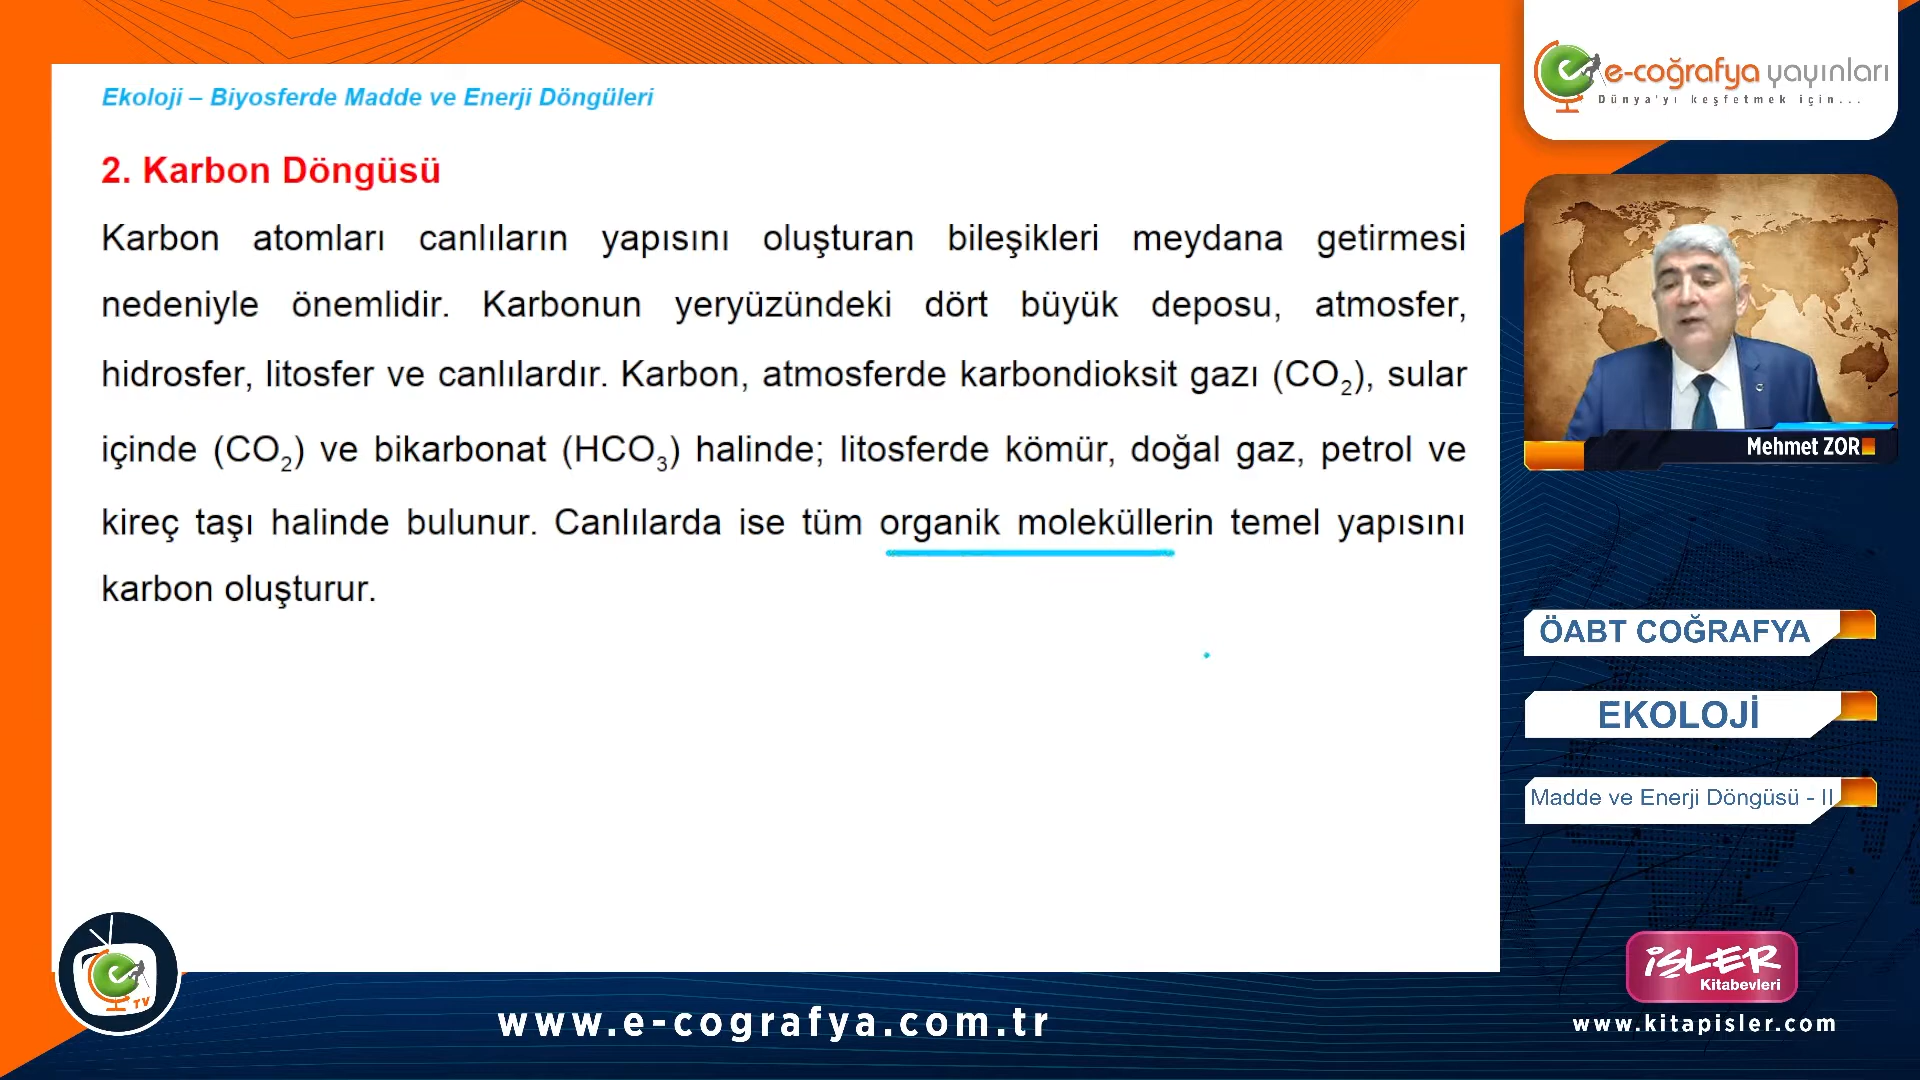 Ekoloji – Biyosferde Madde ve Enerji Döngüleri
2. Karbon Döngüsü
Karbon atomları canlıların yapısını oluşturan bileşikleri meydana getirmesi
nedeniyle önemlidir. Karbonun yeryüzündeki dört büyük deposu, atmosfer,
hidrosfer, litosfer ve canlılardır. Karbon, atmosferde karbondioksit gazı (CO₂), sular
içinde (CO₂) ve bikarbonat (HCO₃) halinde; litosferde kömür, doğal gaz, petrol ve
kireç taşı halinde bulunur. Canlılarda ise tüm organik moleküllerin temel yapısını
karbon oluşturur.
e-coğrafya yayınları
Dünya'yı keşfetmek için...
Mehmet ZOR
ÖABT COĞRAFYA
EKOLOJİ
Madde ve Enerji Döngüsü - II
İŞLER
Kitabevleri
www.kitapisler.com
e TV
www.e-cografya.com.tr